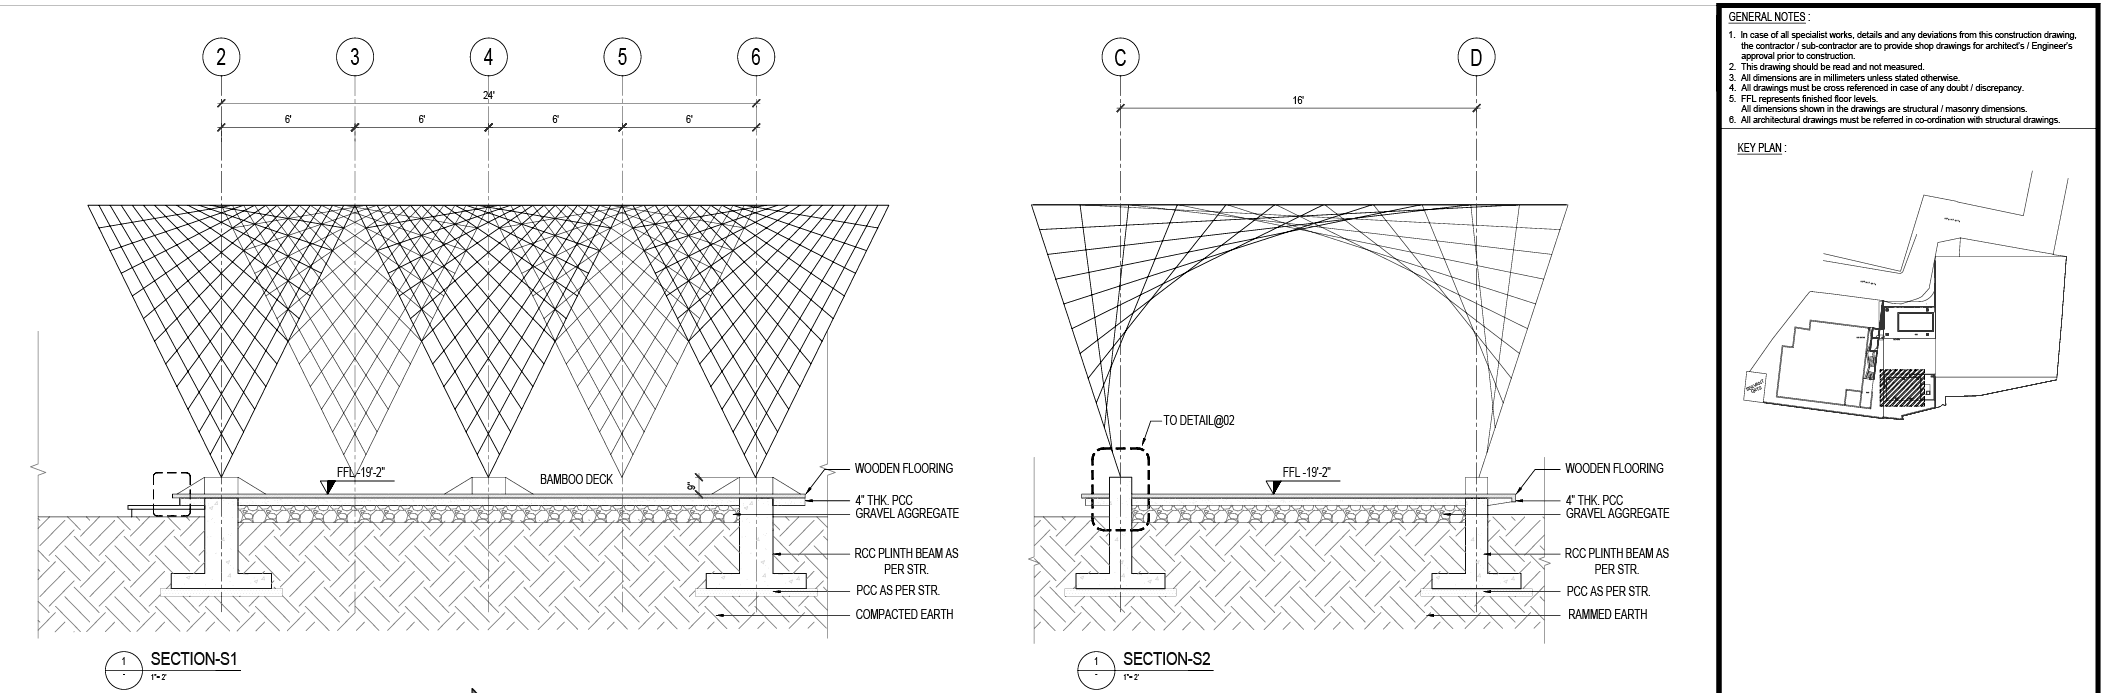 2
3
4
5
6
24'
6'
6'
6'
6'
FFL -19'-2"
BAMBOO DECK
9"
WOODEN FLOORING
4" THK. PCC
GRAVEL AGGREGATE
RCC PLINTH BEAM AS
PER STR.
PCC AS PER STR.
COMPACTED EARTH
1
-
SECTION-S1
1"= 2'
C
D
16'
TO DETAIL@02
FFL -19'-2"
WOODEN FLOORING
4" THK. PCC
GRAVEL AGGREGATE
RCC PLINTH BEAM AS
PER STR.
PCC AS PER STR.
RAMMED EARTH
1
-
SECTION-S2
1"= 2'
GENERAL NOTES :
1. In case of all specialist works, details and any deviations from this construction drawing,
the contractor / sub-contractor are to provide shop drawings for architect's / Engineer's
approval prior to construction.
2. This drawing should be read and not measured.
3. All dimensions are in millimeters unless stated otherwise.
4. All drawings must be cross referenced in case of any doubt / discrepancy.
5. FFL represents finished floor levels.
All dimensions shown in the drawings are structural / masonry dimensions.
6. All architectural drawings must be referred in co-ordination with structural drawings.
KEY PLAN :